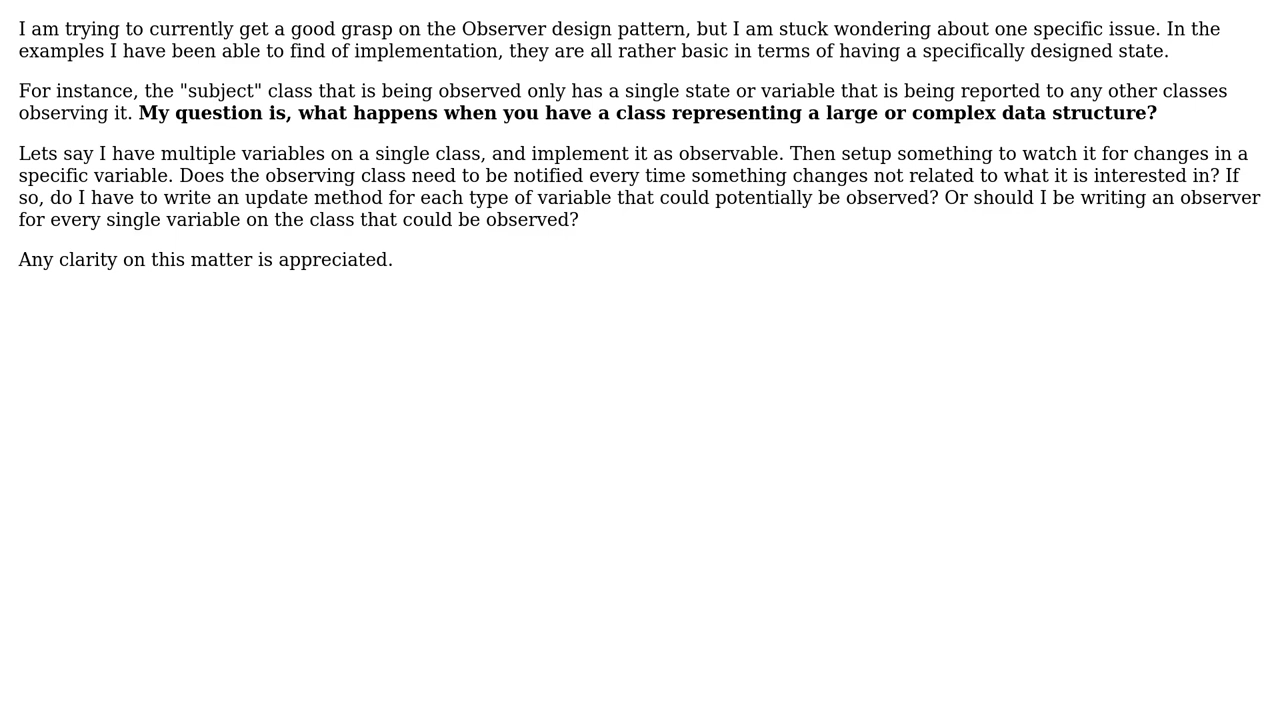 I am trying to currently get a good grasp on the Observer design pattern, but I am stuck wondering about one specific issue. In the
examples I have been able to find of implementation, they are all rather basic in terms of having a specifically designed state.
For instance, the "subject" class that is being observed only has a single state or variable that is being reported to any other classes
observing it. My question is, what happens when you have a class representing a large or complex data structure?
Lets say I have multiple variables on a single class, and implement it as observable. Then setup something to watch it for changes in a
specific variable. Does the observing class need to be notified every time something changes not related to what it is interested in? If
so, do I have to write an update method for each type of variable that could potentially be observed? Or should I be writing an observer
for every single variable on the class that could be observed?
Any clarity on this matter is appreciated.